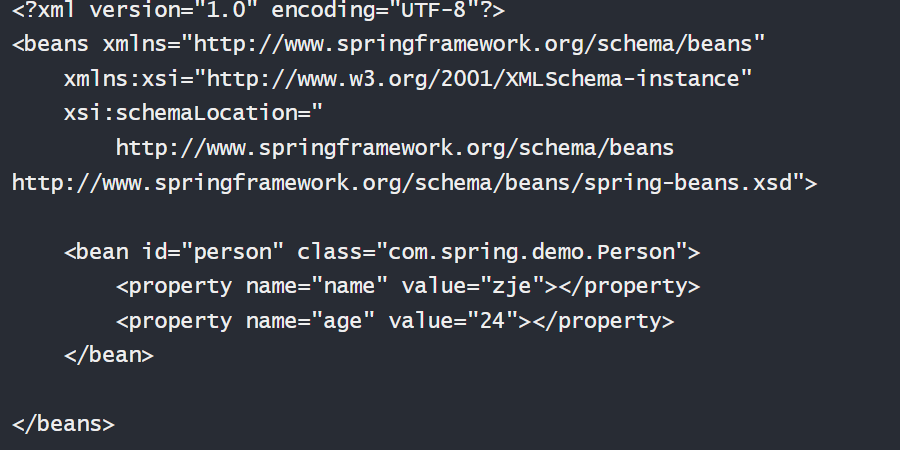 <?xml version="1.0" encoding="UTF-8"?>
<beans xmlns="http://www.springframework.org/schema/beans"
    xmlns:xsi="http://www.w3.org/2001/XMLSchema-instance"
    xsi:schemaLocation="
        http://www.springframework.org/schema/beans
http://www.springframework.org/schema/beans/spring-beans.xsd">
    <bean id="person" class="com.spring.demo.Person">
        <property name="name" value="zje"></property>
        <property name="age" value="24"></property>
    </bean>
</beans>